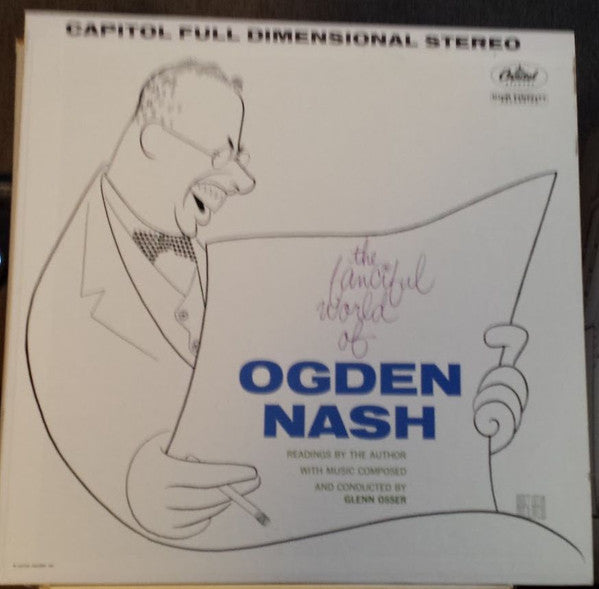 CAPITOL FULL DIMENSIONAL STEREO
Capitol
the
fanciful
world
of
OGDEN
NASH
READINGS BY THE AUTHOR
WITH MUSIC COMPOSED
AND CONDUCTED BY
GLENN OSSER